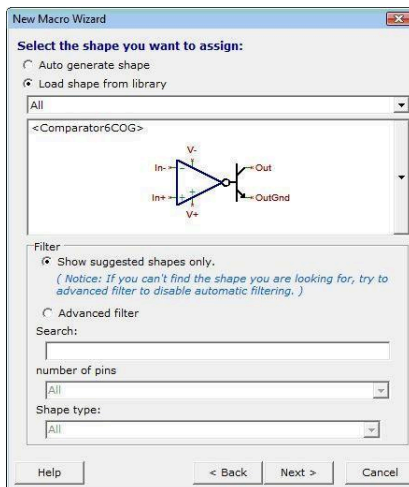 New Macro Wizard
Select the shape you want to assign:
Auto generate shape
Load shape from library
All
<Comparator6COG>
V-
In-
Out
In+
OutGnd
V+
Filter
Show suggested shapes only.
( Notice: If you can't find the shape you are looking for, try to
advanced filter to disable automatic filtering. )
Advanced filter
Search:
number of pins
All
Shape type:
All
Help
< Back
Next >
Cancel